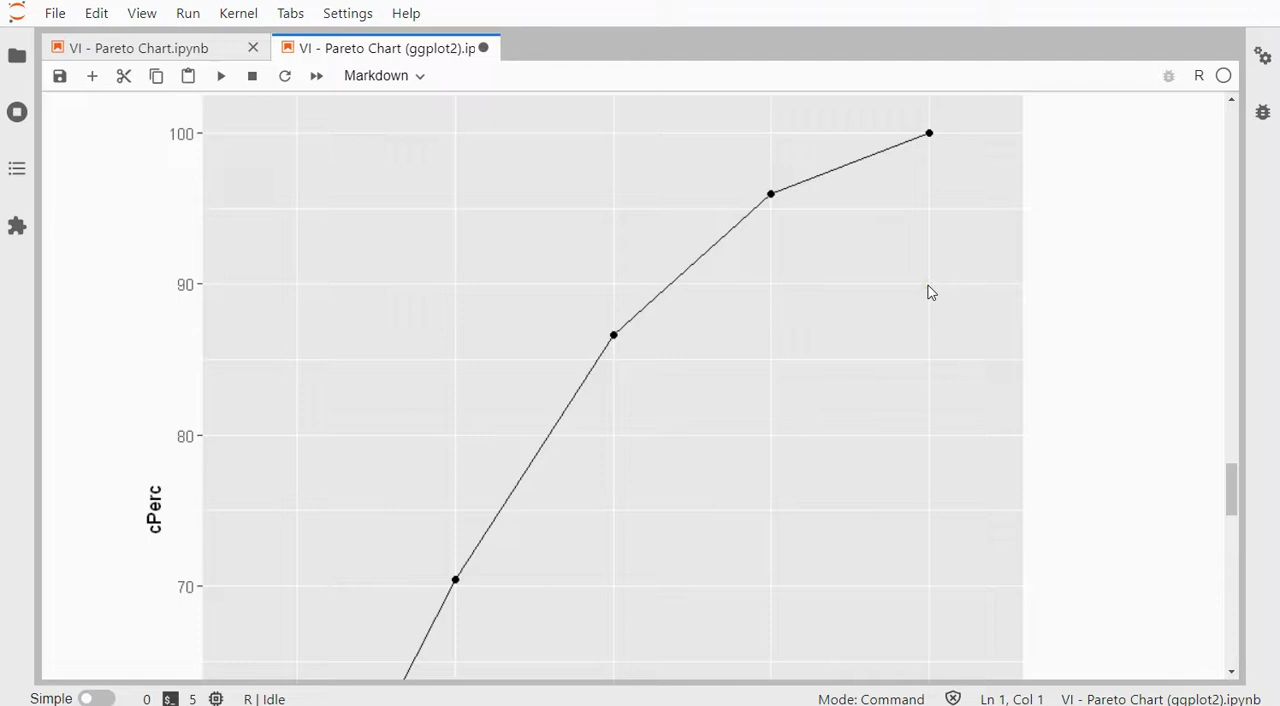 File Edit View Run Kernel Tabs Settings Help
VI - Pareto Chart.ipynb VI - Pareto Chart (ggplot2).ip
Markdown R
100
90
80
cPerc
70
Simple 0 5 R | Idle Mode: Command Ln 1, Col 1 VI - Pareto Chart (ggplot2).ipynb